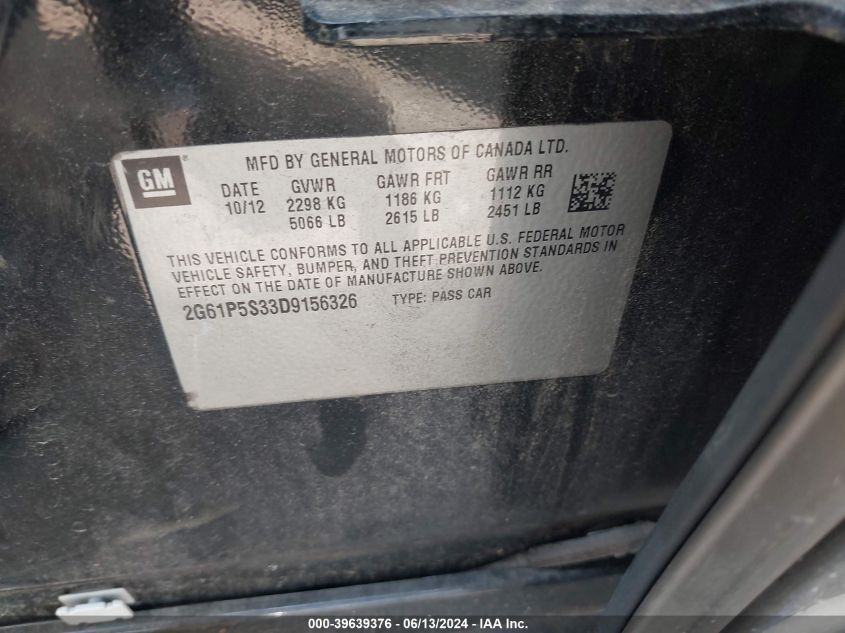 GM
MFD BY GENERAL MOTORS OF CANADA LTD.
DATE GVWR GAWR FRT GAWR RR
10/12 2298 KG 1186 KG 1112 KG
5066 LB 2615 LB 2451 LB
THIS VEHICLE CONFORMS TO ALL APPLICABLE U.S. FEDERAL MOTOR
VEHICLE SAFETY, BUMPER, AND THEFT PREVENTION STANDARDS IN
EFFECT ON THE DATE OF MANUFACTURE SHOWN ABOVE.
2G61P5S33D9156326 TYPE: PASS CAR
000-39639376 - 06/13/2024 - IAA Inc.